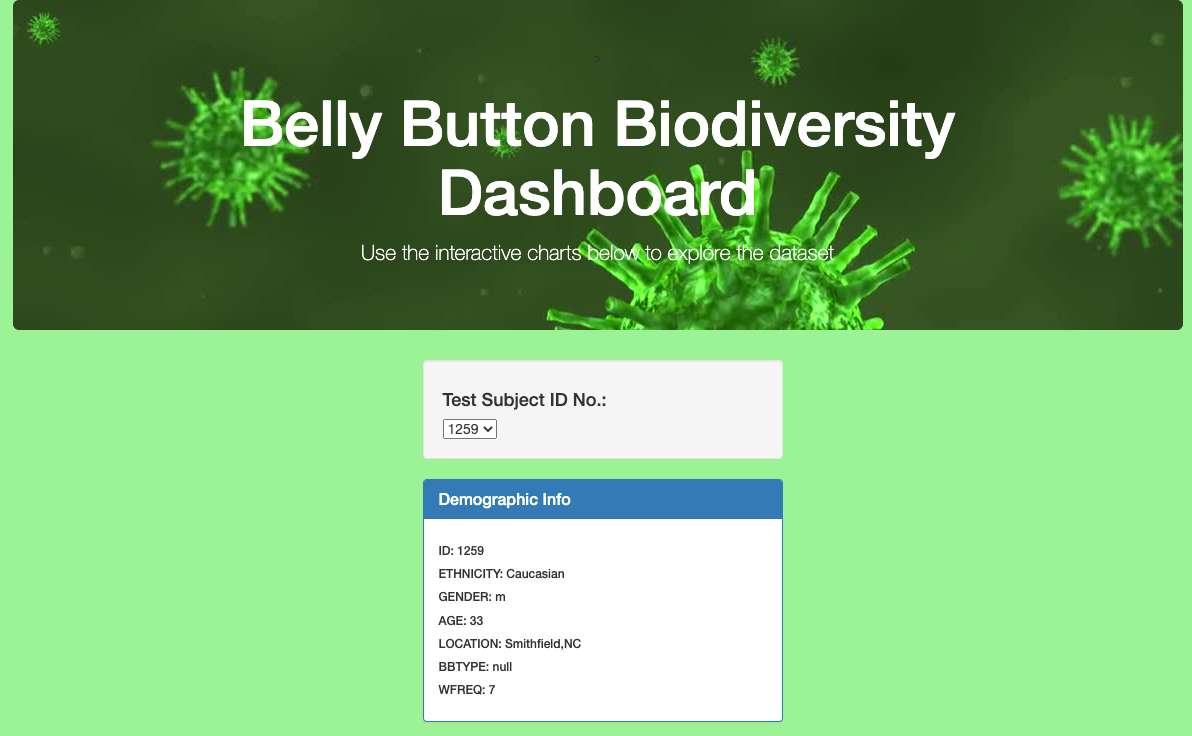 >
Belly Button Biodiversity
Dashboard
Use the interactive charts below to explore the dataset
Test Subject ID No.:
1259
Demographic Info
ID: 1259
ETHNICITY: Caucasian
GENDER: m
AGE: 33
LOCATION: Smithfield,NC
BBTYPE: null
WFREQ: 7